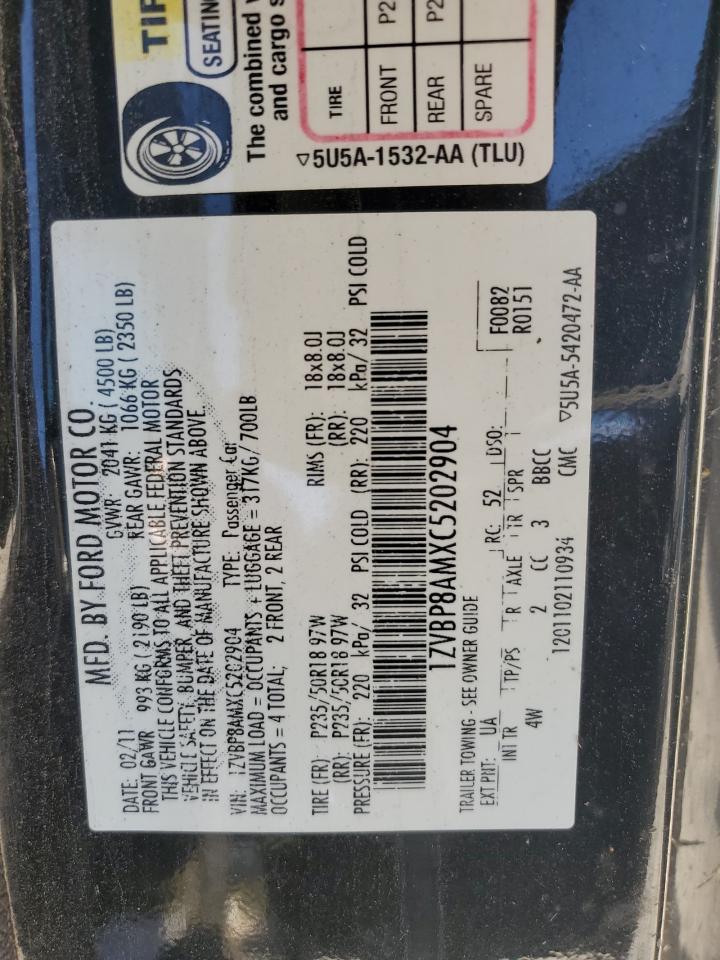 TIR
SEATING
The combined
and cargo s
TIRE
FRONT P2
REAR P2
SPARE
▽5U5A-1532-AA (TLU)
MFD. BY FORD MOTOR CO.
DATE: 02/11 GVWR 2041 KG ( 4500 LB)
FRONT GAWR 993 KG ( 2190 LB) REAR GAWR: 1066 KG ( 2350 LB)
THIS VEHICLE CONFORMS TO ALL APPLICABLE FEDERAL MOTOR
VEHICLE SAFETY, BUMPER, AND THEFT PREVENTION STANDARDS
IN EFFECT ON THE DATE OF MANUFACTURE SHOWN ABOVE.
VIN: 1ZVBP8AMXC5202904 TYPE: Passenger Car
MAXIMUM LOAD = OCCUPANTS + LUGGAGE = 317KG/ 700LB
OCCUPANTS = 4 TOTAL; 2 FRONT, 2 REAR
TIRE (FR): P235/50R18 97W RIMS (FR): 18x8.0J
(RR): P235/50R18 97W (RR): 18x8.0J
PRESSURE (FR): 220 kPa/ 32 PSI COLD (RR): 220 kPa/ 32 PSI COLD
1ZVBP8AMXC5202904
TRAILER TOWING - SEE OWNER GUIDE
EXT PNT: UA RC: 52 DSO: F0082
R0151
INT TR TP/PS R AXLE TR SPR
4W 2 CC 3 BBCC
1201102110934 CMC ▽5U5A-5420472-AA